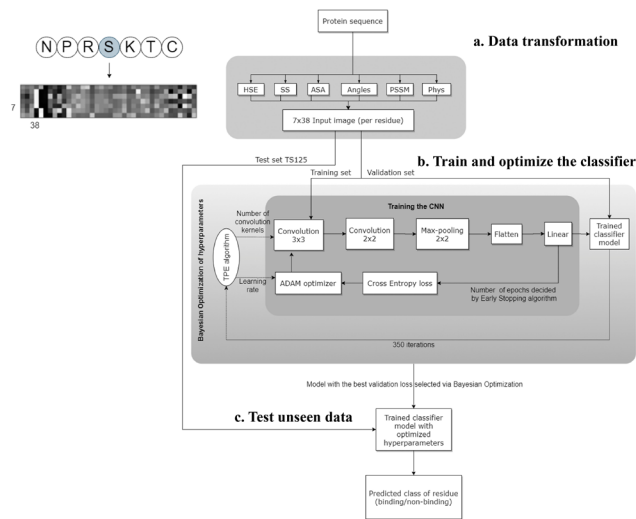 Protein sequence
a. Data transformation
N P R S K T C
HSE
SS
ASA
Angles
PSSM
Phys
7
38
7x38 Input image (per residue)
Test set TS125
b. Train and optimize the classifier
Training set
Validation set
Bayesian Optimization of hyperparameters
Training the CNN
Number of
convolution
kernels
Convolution
3x3
Convolution
2x2
Max-pooling
2x2
Flatten
Linear
Trained
classifier
model
TPE algorithm
Learning
rate
ADAM optimizer
Cross Entropy loss
Number of epochs decided
by Early Stopping algorithm
350 iterations
Model with the best validation loss selected via Bayesian Optimization
c. Test unseen data
Trained classifier
model with
optimized
hyperparameters
Predicted class of residue
(binding/non-binding)